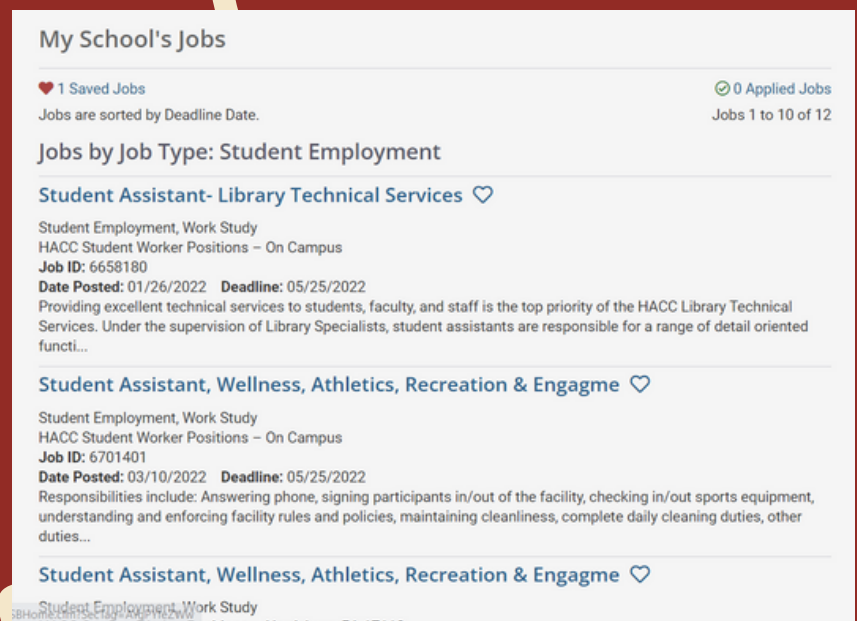 My School's Jobs
1 Saved Jobs
0 Applied Jobs
Jobs are sorted by Deadline Date.
Jobs 1 to 10 of 12
Jobs by Job Type: Student Employment
Student Assistant- Library Technical Services
Student Employment, Work Study
HACC Student Worker Positions – On Campus
Job ID: 6658180
Date Posted: 01/26/2022 Deadline: 05/25/2022
Providing excellent technical services to students, faculty, and staff is the top priority of the HACC Library Technical
Services. Under the supervision of Library Specialists, student assistants are responsible for a range of detail oriented
functi...
Student Assistant, Wellness, Athletics, Recreation & Engagme
Student Employment, Work Study
HACC Student Worker Positions – On Campus
Job ID: 6701401
Date Posted: 03/10/2022 Deadline: 05/25/2022
Responsibilities include: Answering phone, signing participants in/out of the facility, checking in/out sports equipment,
understanding and enforcing facility rules and policies, maintaining cleanliness, complete daily cleaning duties, other
duties...
Student Assistant, Wellness, Athletics, Recreation & Engagme
Student Employment, Work Study